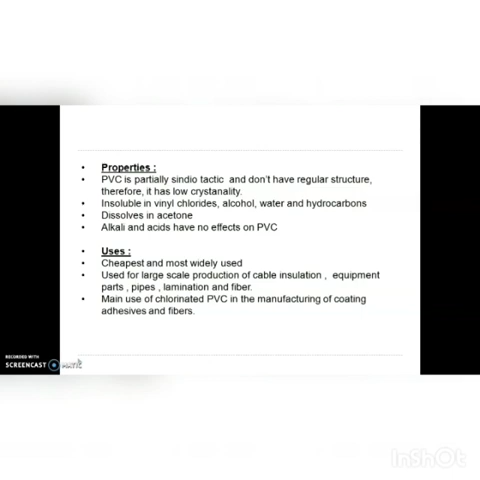 Properties :
PVC is partially sindio tactic and don't have regular structure,
therefore, it has low crystanality.
Insoluble in vinyl chlorides, alcohol, water and hydrocarbons
Dissolves in acetone
Alkali and acids have no effects on PVC
Uses :
Cheapest and most widely used
Used for large scale production of cable insulation , equipment
parts , pipes , lamination and fiber.
Main use of chlorinated PVC in the manufacturing of coating
adhesives and fibers.
RECORDED WITH
SCREENCAST MATIC
InShOt